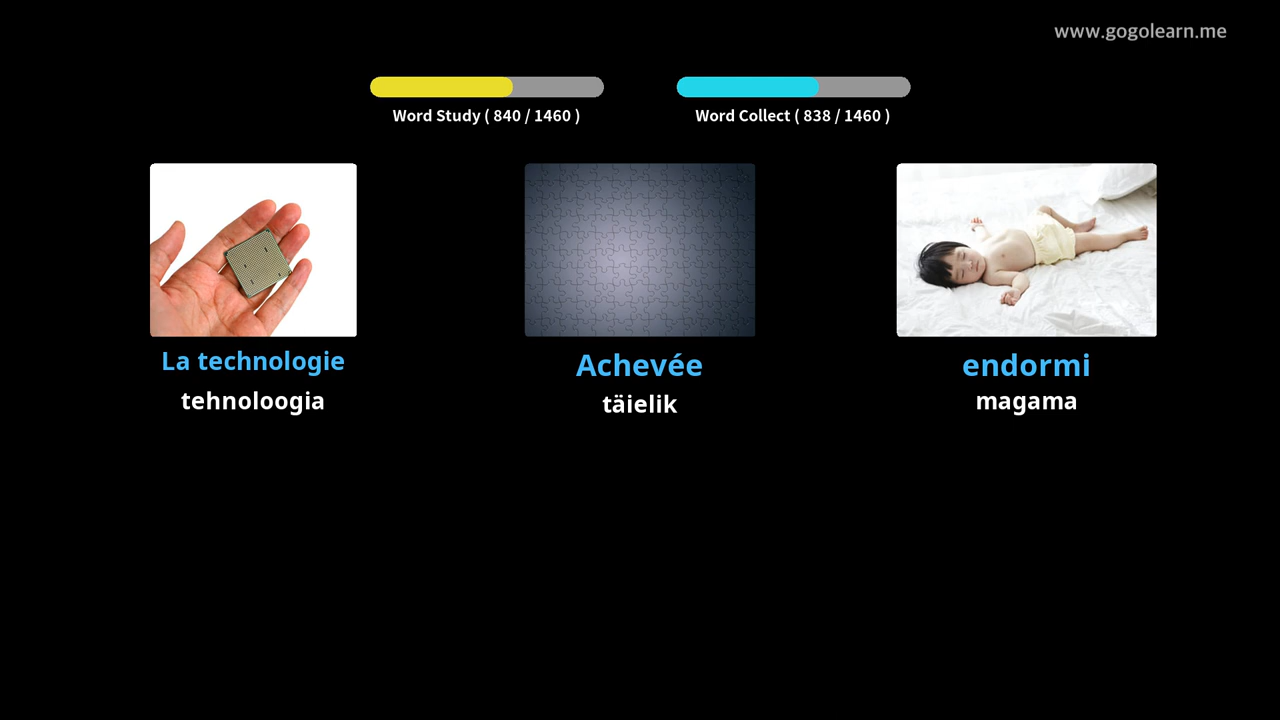 www.gogolearn.me
Word Study ( 840 / 1460 )
Word Collect ( 838 / 1460 )
La technologie
tehnoloogia
Achevée
täielik
endormi
magama